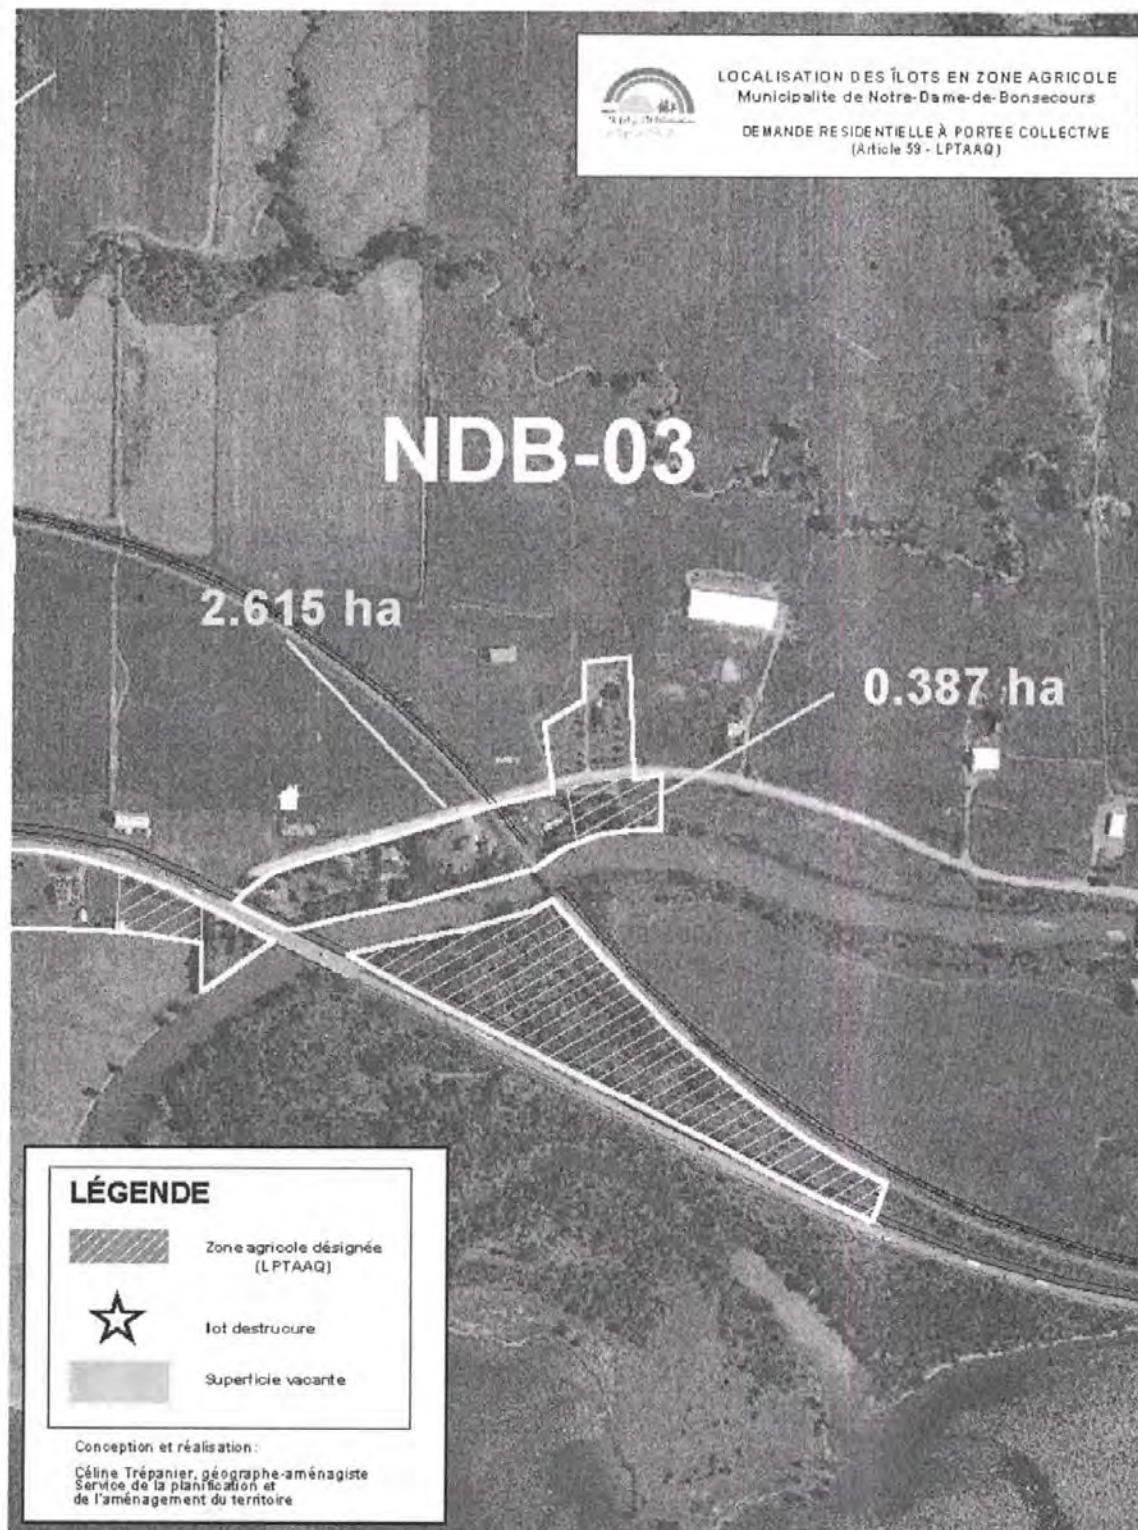 LOCALISATION DES ÎLOTS EN ZONE AGRICOLE
Municipalite de Notre-Dame-de-Bonsecours
DEMANDE RESIDENTIELLE À PORTEE COLLECTIVE
(Article 59 - LPTAAQ)
NDB-03
2.615 ha
0.387 ha
LÉGENDE
Zone agricole désignée
(LPTAAQ)
Ilot destrucure
Superficie vacante
Conception et réalisation :
Céline Trépanier, géographe-aménagiste
Service de la planification et
de l'aménagement du territoire